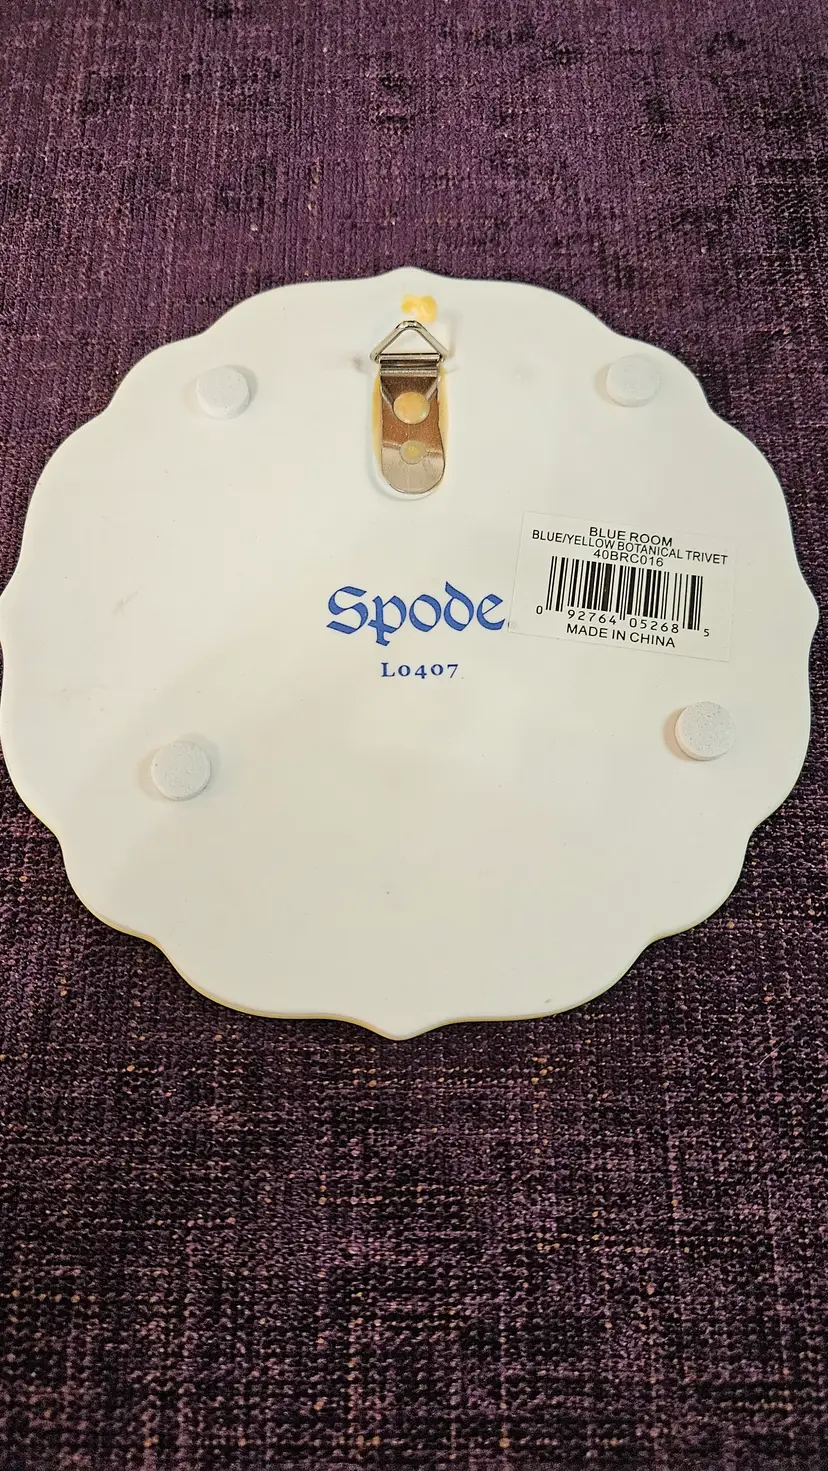 Spode
L0407
BLUE ROOM
BLUE/YELLOW BOTANICAL TRIVET
40BRC016
0 92764 05268 5
MADE IN CHINA